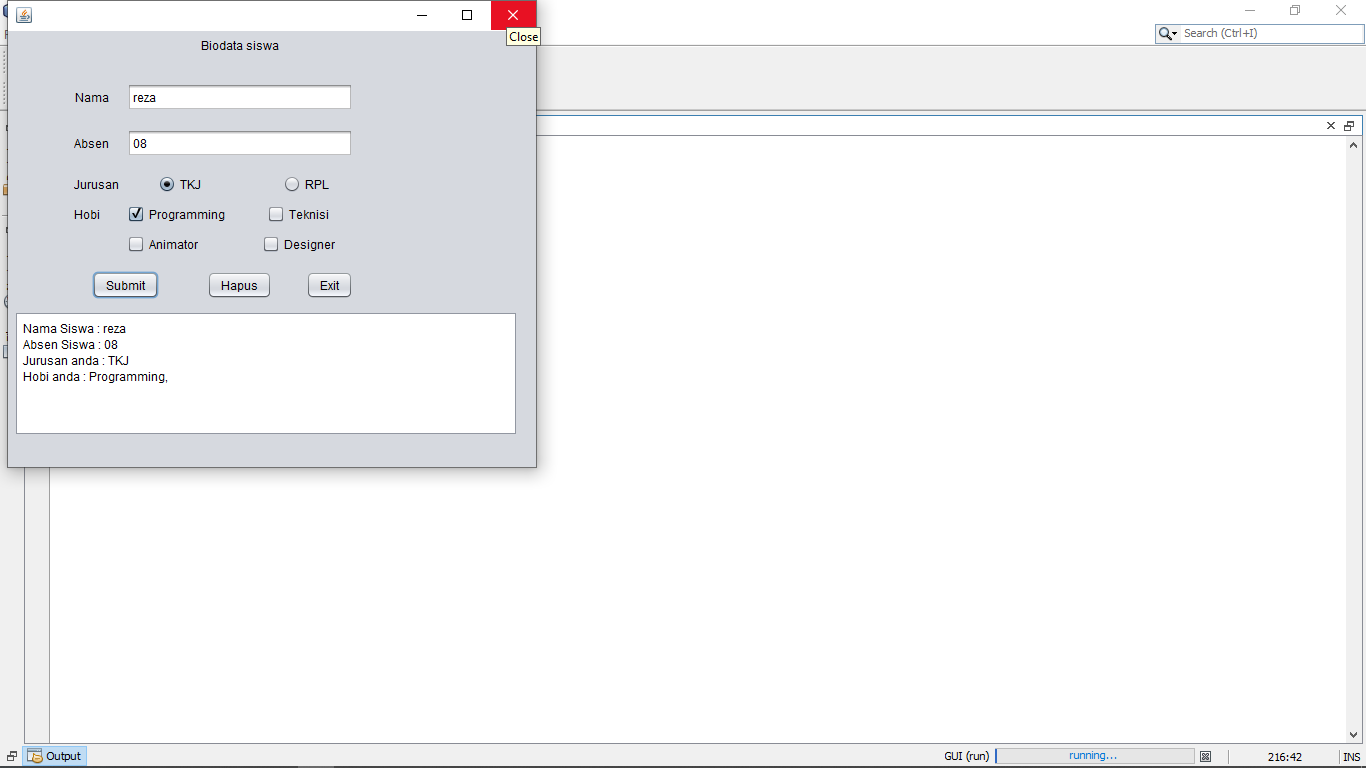 Close
Search (Ctrl+I)
Biodata siswa
Nama reza
Absen 08
Jurusan TKJ RPL
Hobi Programming Teknisi
Animator Designer
Submit Hapus Exit
Nama Siswa : reza
Absen Siswa : 08
Jurusan anda : TKJ
Hobi anda : Programming,
Output GUI (run) running... 216:42 INS